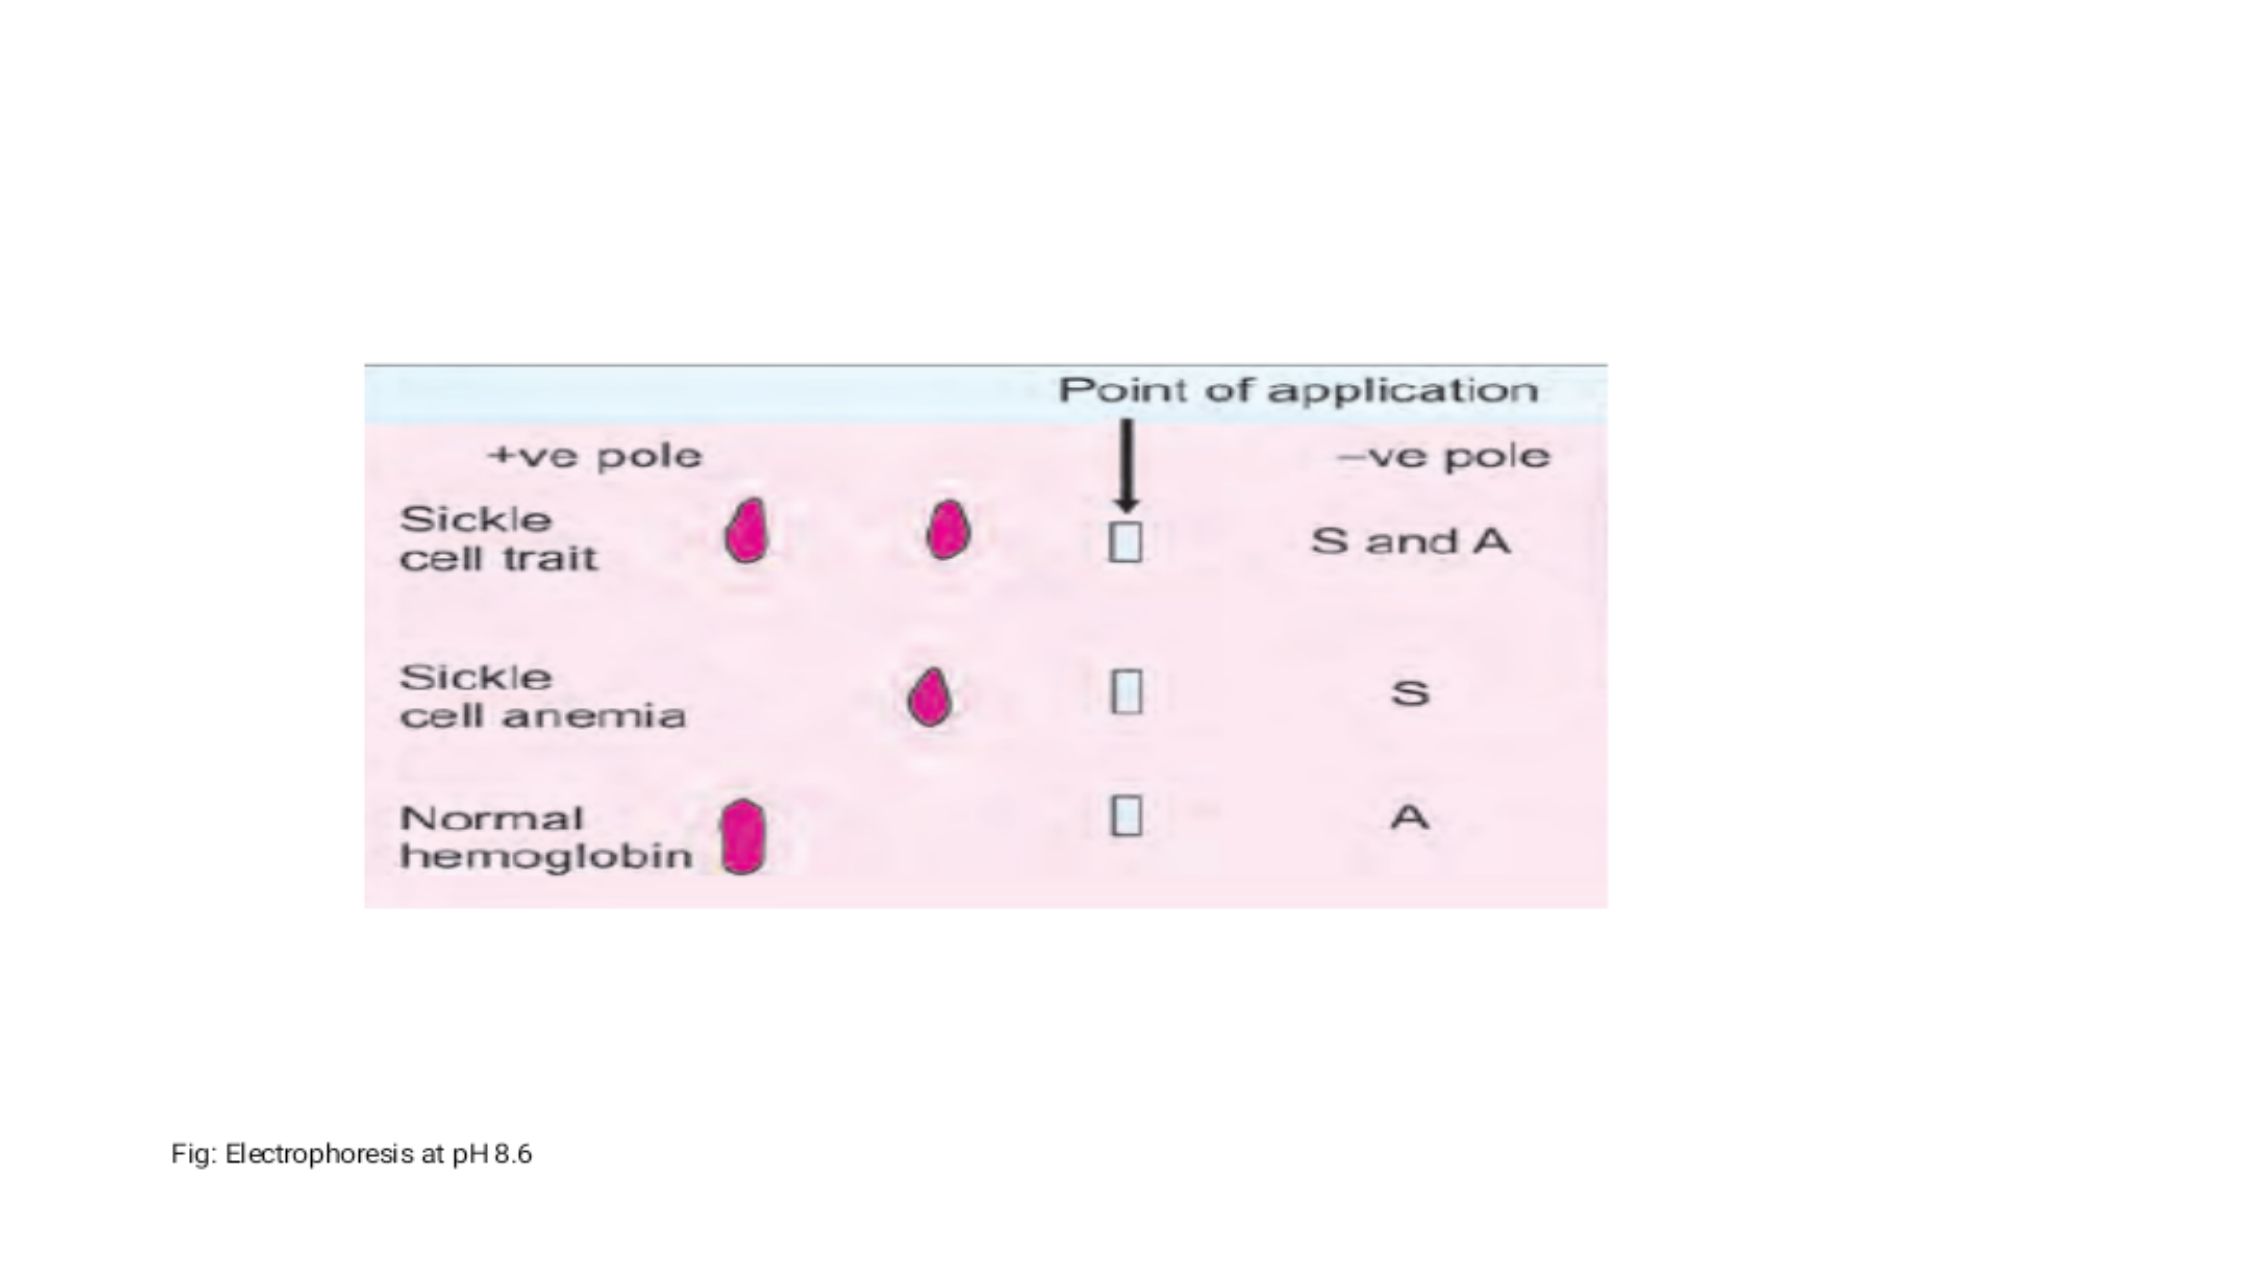 Point of application
+ve pole
–ve pole
Sickle
cell trait
S and A
Sickle
cell anemia
S
Normal
hemoglobin
A
Fig: Electrophoresis at pH 8.6